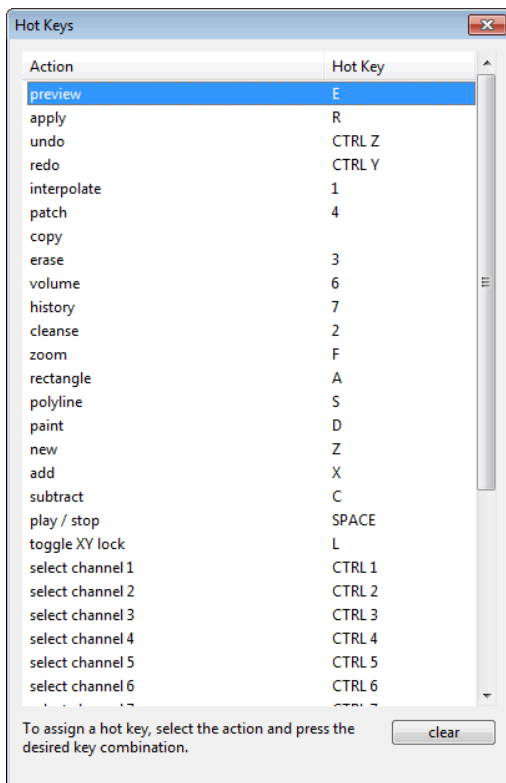 Hot Keys
Action Hot Key
preview E
apply R
undo CTRL Z
redo CTRL Y
interpolate 1
patch 4
copy
erase 3
volume 6
history 7
cleanse 2
zoom F
rectangle A
polyline S
paint D
new Z
add X
subtract C
play / stop SPACE
toggle XY lock L
select channel 1 CTRL 1
select channel 2 CTRL 2
select channel 3 CTRL 3
select channel 4 CTRL 4
select channel 5 CTRL 5
select channel 6 CTRL 6
To assign a hot key, select the action and press the
desired key combination.
clear